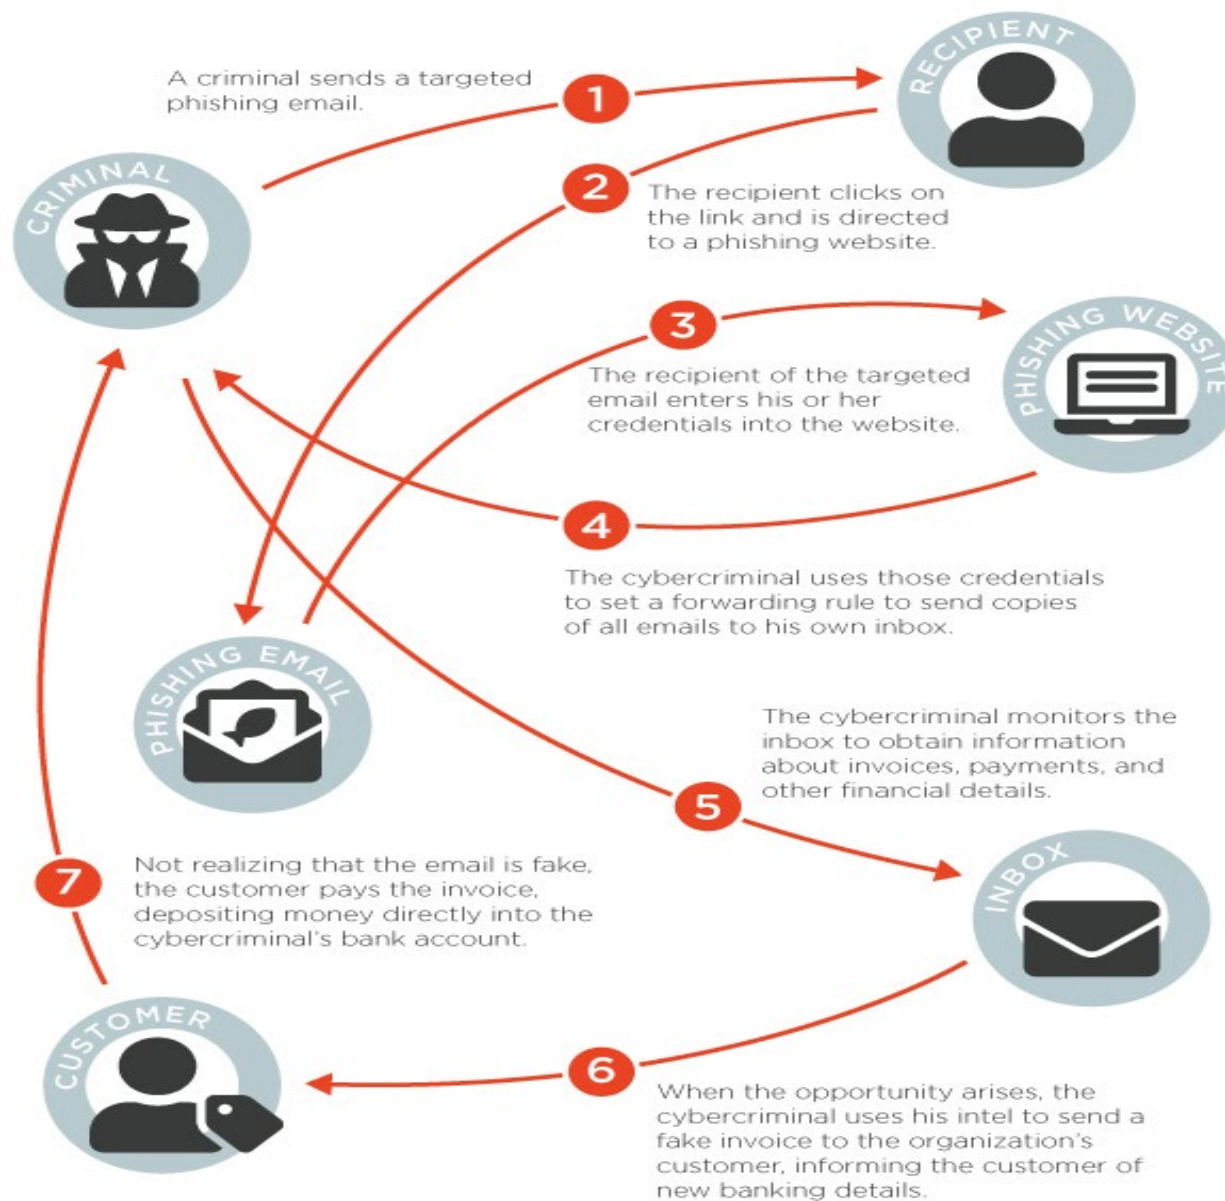 A criminal sends a targeted
phishing email.
1
RECIPIENT
CRIMINAL
2
The recipient clicks on
the link and is directed
to a phishing website.
3
PHISHING WEBSITE
The recipient of the targeted
email enters his or her
credentials into the website.
4
The cybercriminal uses those credentials
to set a forwarding rule to send copies
of all emails to his own inbox.
PHISHING EMAIL
The cybercriminal monitors the
inbox to obtain information
about invoices, payments, and
other financial details.
5
INBOX
7
Not realizing that the email is fake,
the customer pays the invoice,
depositing money directly into the
cybercriminal's bank account.
CUSTOMER
6
When the opportunity arises, the
cybercriminal uses his intel to send a
fake invoice to the organization's
customer, informing the customer of
new banking details.